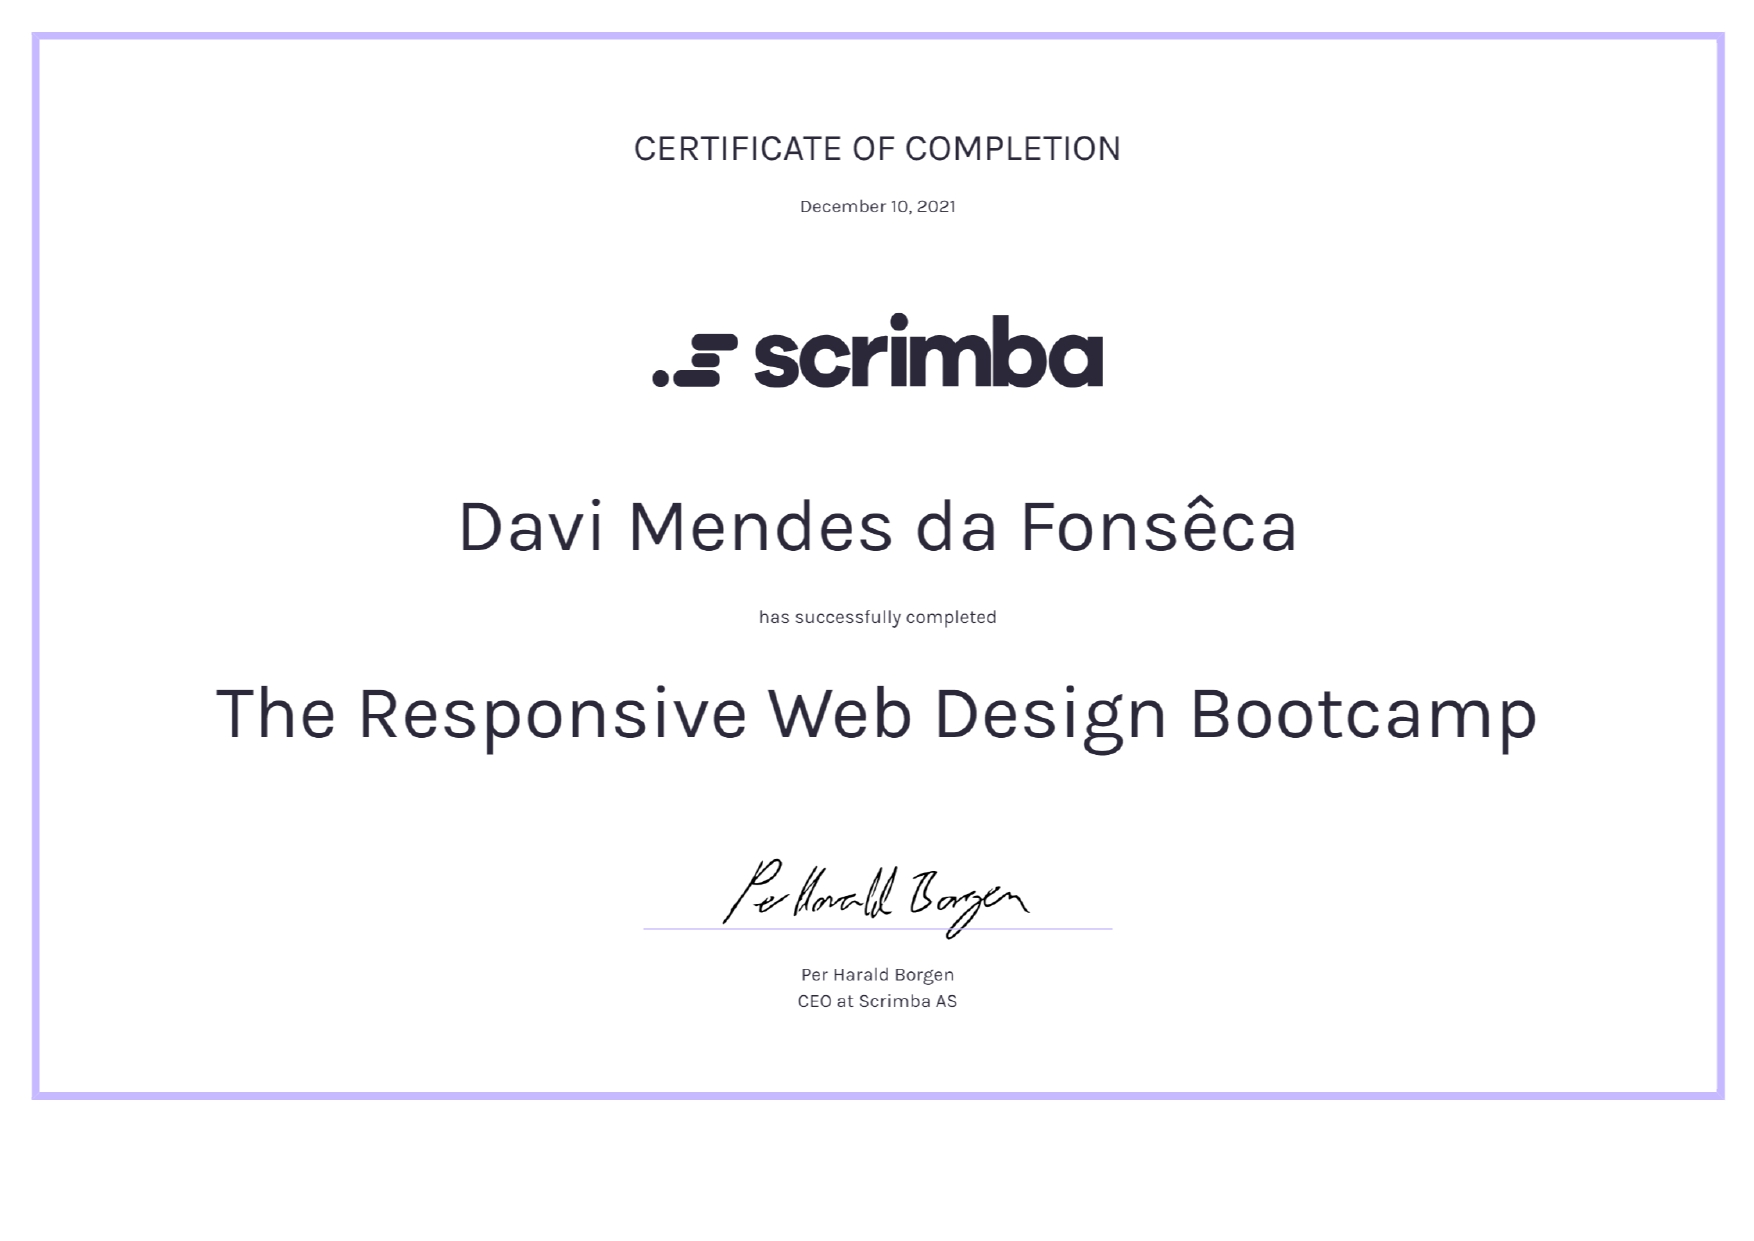 CERTIFICATE OF COMPLETION
December 10, 2021
scrimba
Davi Mendes da Fonsêca
has successfully completed
The Responsive Web Design Bootcamp
Per Harald Borgen
Per Harald Borgen
CEO at Scrimba AS